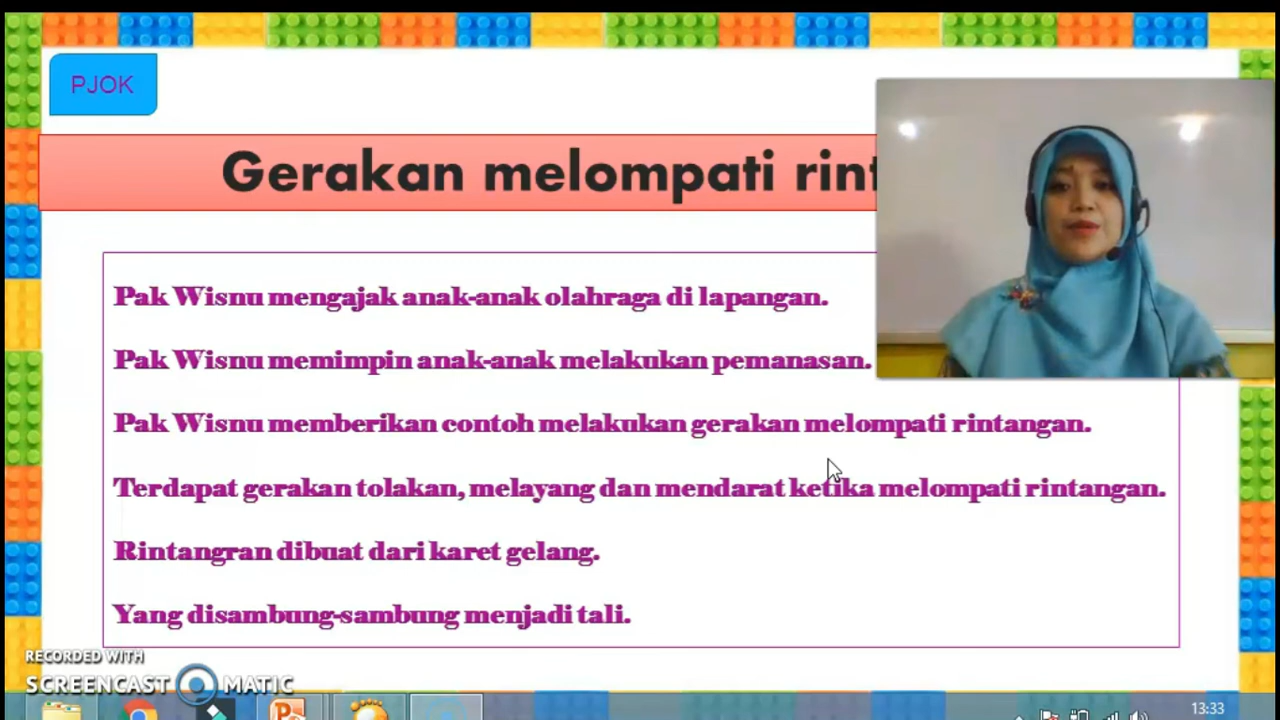 PJOK
Gerakan melompati
Pak Wisnu mengajak anak-anak olahraga di lapangan.
Pak Wisnu memimpin anak-anak melakukan pemanasan.
Pak Wisnu memberikan contoh melakukan gerakan melompati rintangan.
Terdapat gerakan tolakan, melayang dan mendarat ketika melompati rintangan.
Rintangran dibuat dari karet gelang.
Yang disambung-sambung menjadi tali.
RECORDED WITH
SCREENCAST MATIC
13:33